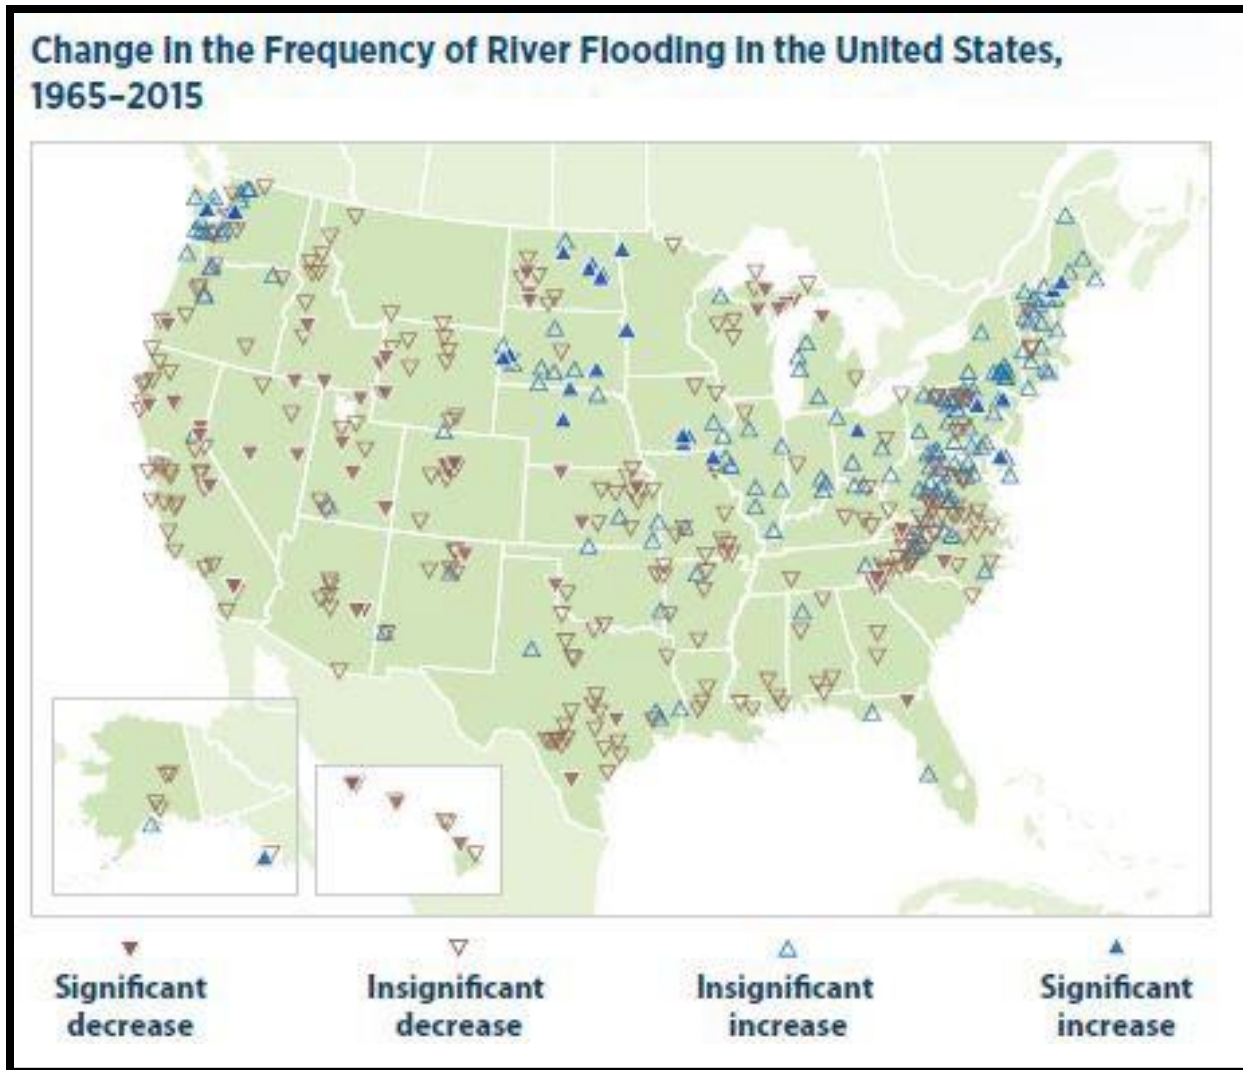 Change in the Frequency of River Flooding in the United States,
1965–2015
Significant
decrease
Insignificant
decrease
Insignificant
increase
Significant
increase